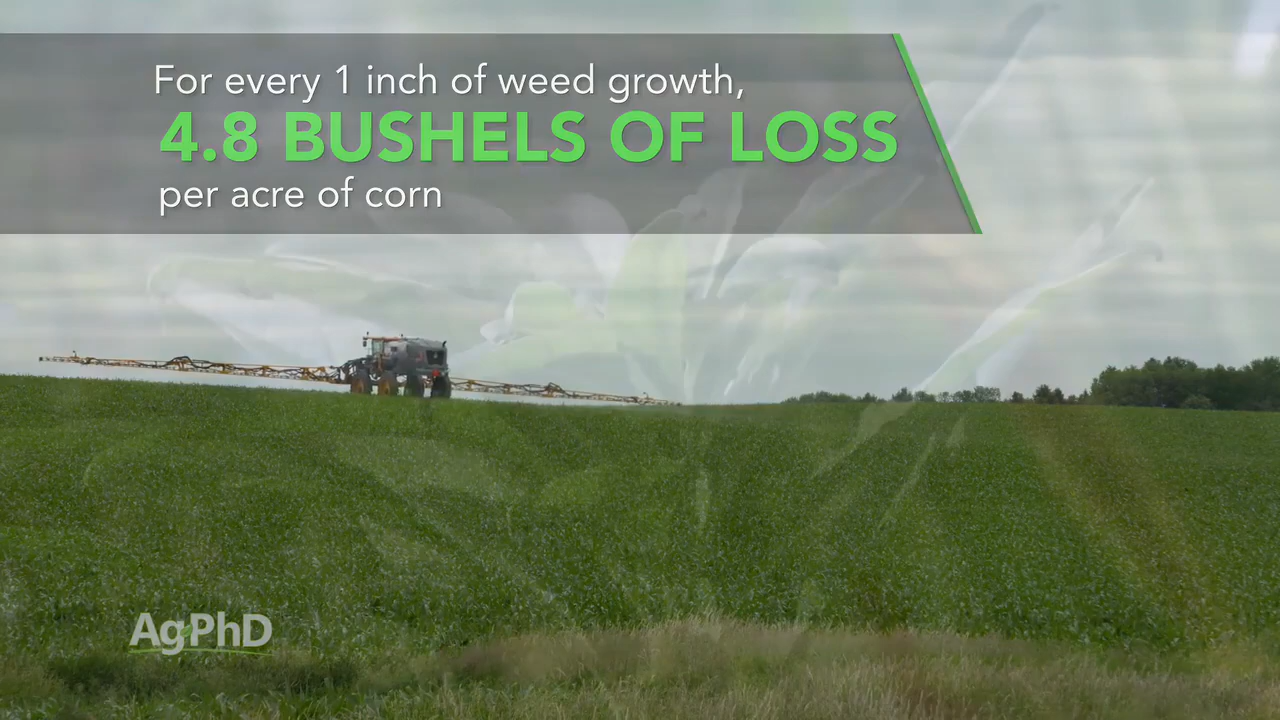 For every 1 inch of weed growth,
4.8 BUSHELS OF LOSS
per acre of corn
AgPhD